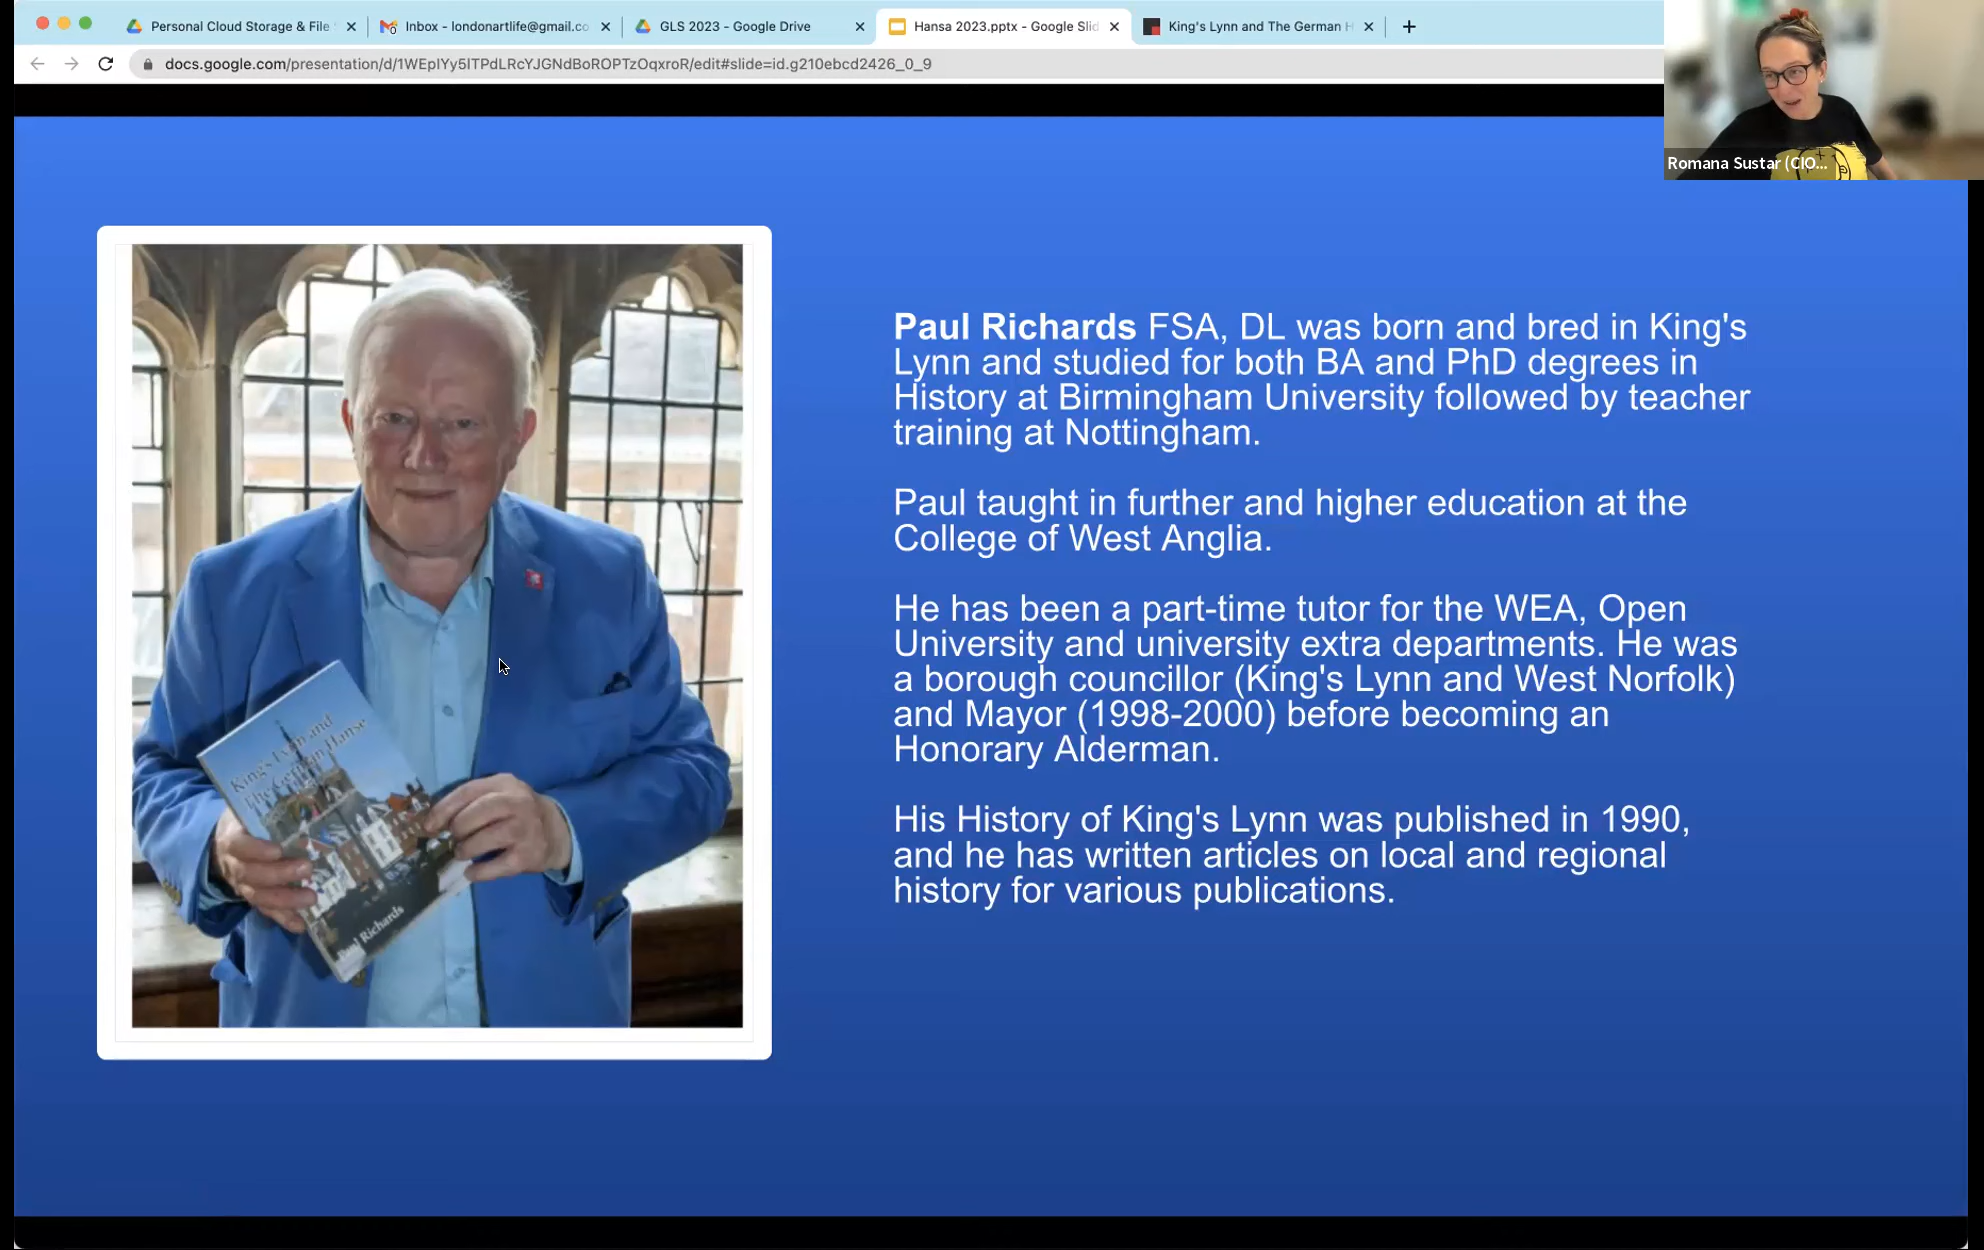 Personal Cloud Storage & File
Inbox - londonartlife@gmail.co
GLS 2023 - Google Drive
Hansa 2023.pptx - Google Slid
King's Lynn and The German H
docs.google.com/presentation/d/1WEpIYy5ITPdLRcYJGNdBoROPTzOqxroR/edit#slide=id.g210ebcd2426_0_9
Romana Sustar (CIO...
King's Lynn and
The German Hanse
Paul Richards
Paul Richards FSA, DL was born and bred in King's
Lynn and studied for both BA and PhD degrees in
History at Birmingham University followed by teacher
training at Nottingham.
Paul taught in further and higher education at the
College of West Anglia.
He has been a part-time tutor for the WEA, Open
University and university extra departments. He was
a borough councillor (King's Lynn and West Norfolk)
and Mayor (1998-2000) before becoming an
Honorary Alderman.
His History of King's Lynn was published in 1990,
and he has written articles on local and regional
history for various publications.